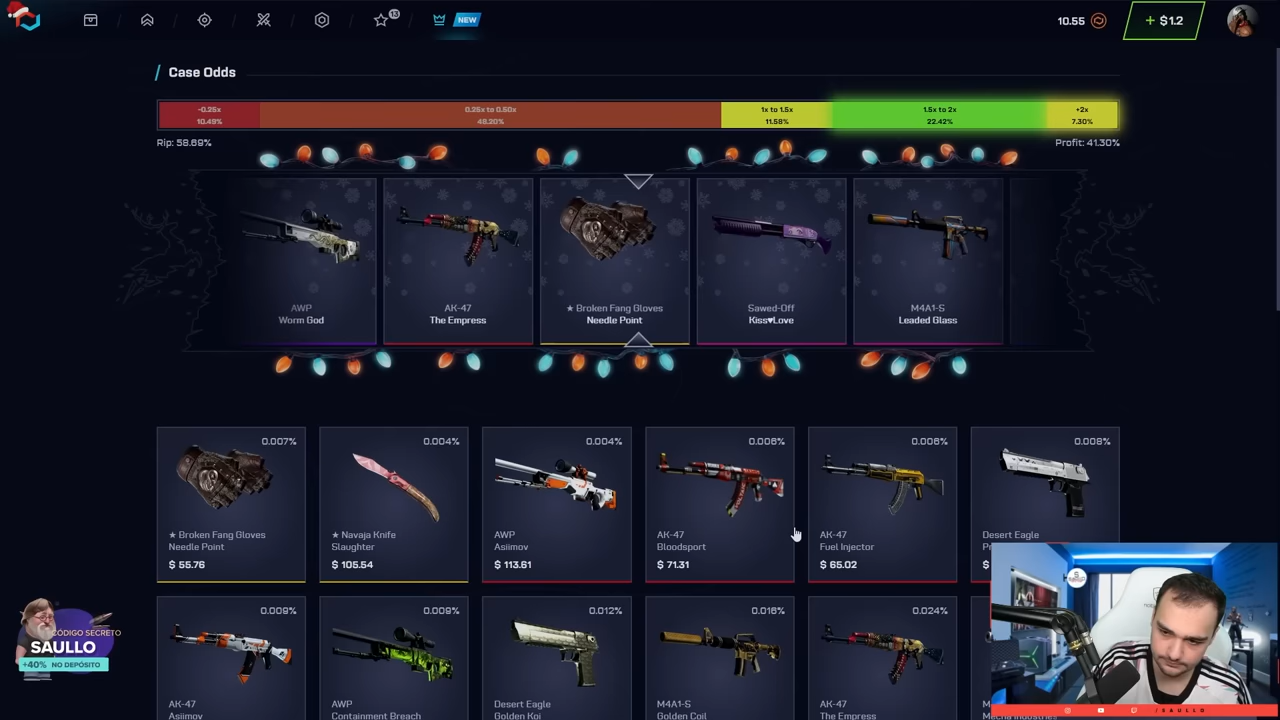 13
NEW
10.55
+ $1.2
Case Odds
-0.25x
0.25x to 0.50x
1x to 1.5x
1.5x to 2x
+2x
10.49%
48.20%
11.58%
22.42%
7.30%
Rip: 58.69%
Profit: 41.30%
AWP
Worm God
AK-47
The Empress
★ Broken Fang Gloves
Needle Point
Sawed-Off
Kiss♥Love
M4A1-S
Leaded Glass
0.007%
★ Broken Fang Gloves
Needle Point
$ 55.76
0.004%
★ Navaja Knife
Slaughter
$ 105.54
0.004%
AWP
Asiimov
$ 113.61
0.006%
AK-47
Bloodsport
$ 71.31
0.006%
AK-47
Fuel Injector
$ 65.02
0.009%
Desert Eagle
$
0.009%
AK-47
Asiimov
0.009%
AWP
Containment Breach
0.012%
Desert Eagle
Golden Koi
0.016%
M4A1-S
Golden Coil
0.024%
AK-47
The Empress
Mecha Industries
CÓDIGO SECRETO
SAULLO
+40% NO DEPÓSITO
/SAULLO